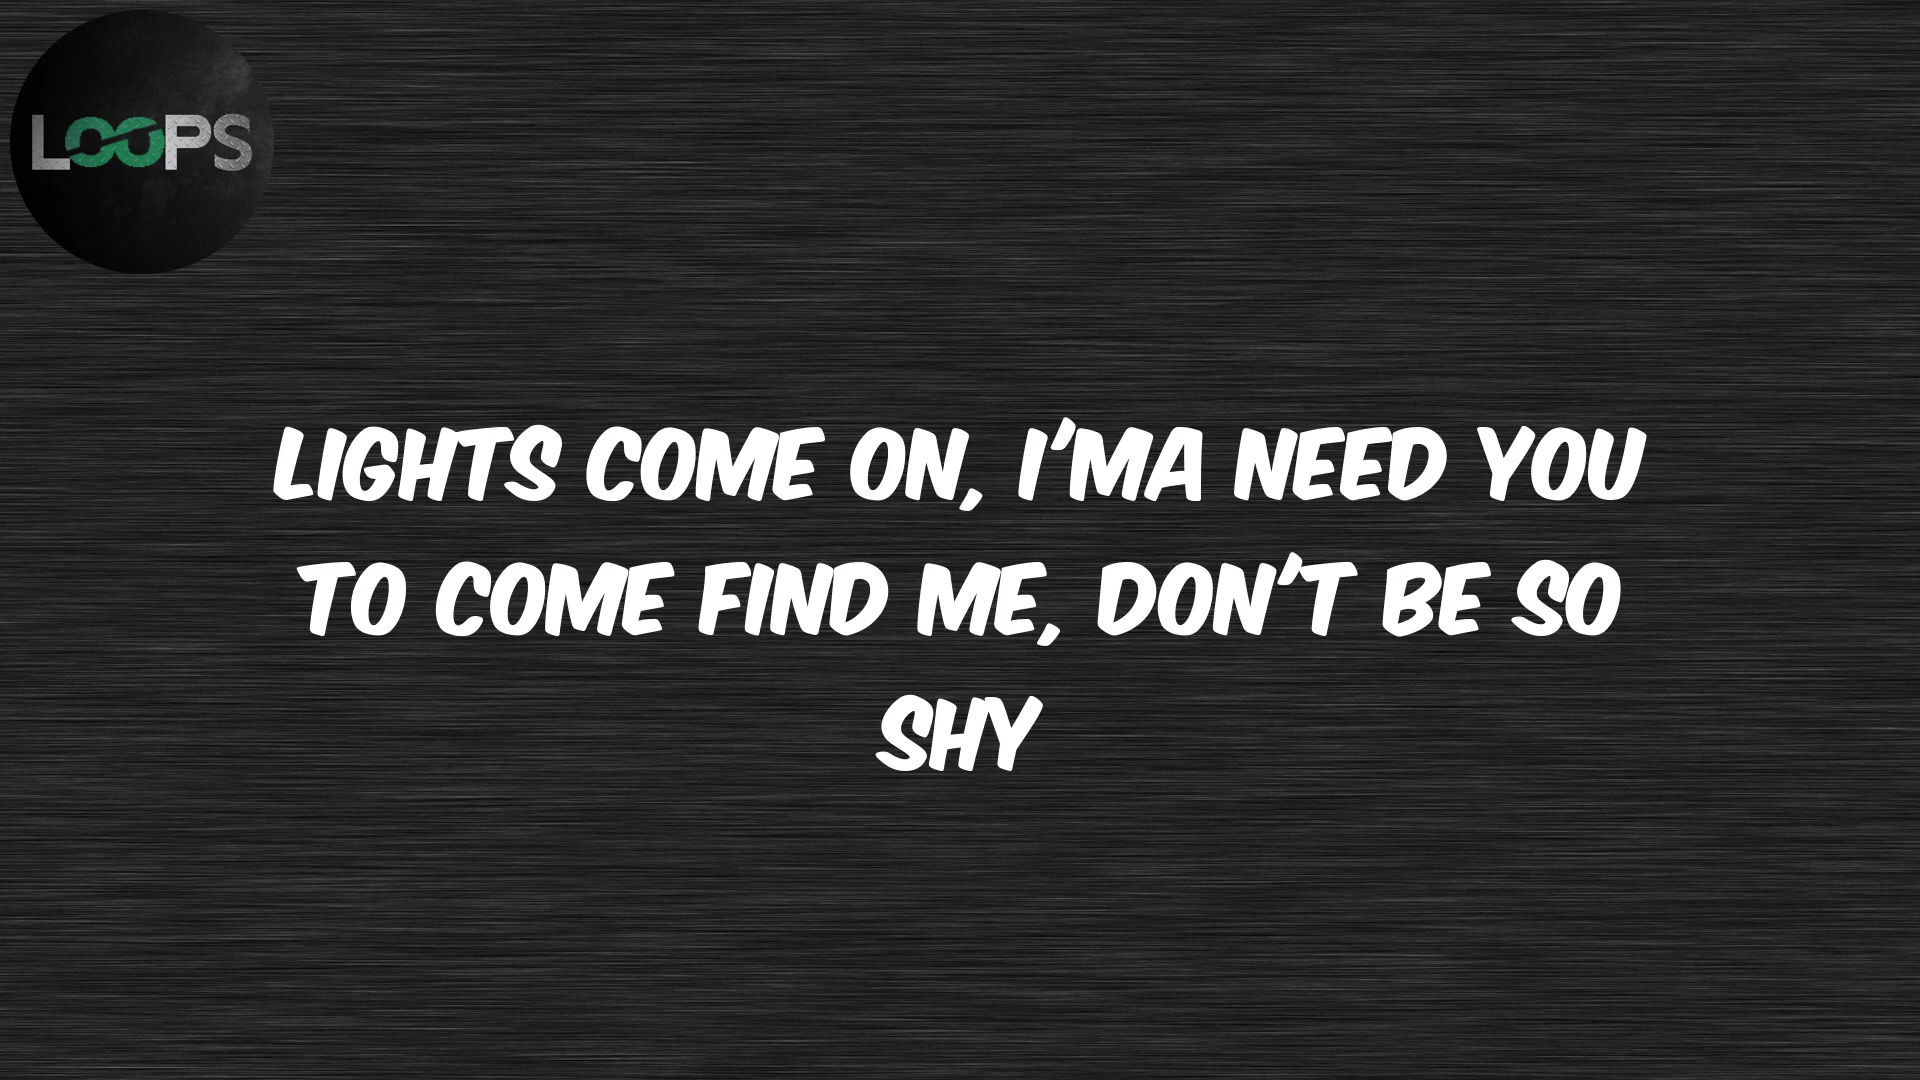 LOOPS
LIGHTS COME ON, I'MA NEED YOU
TO COME FIND ME, DON'T BE SO
SHY